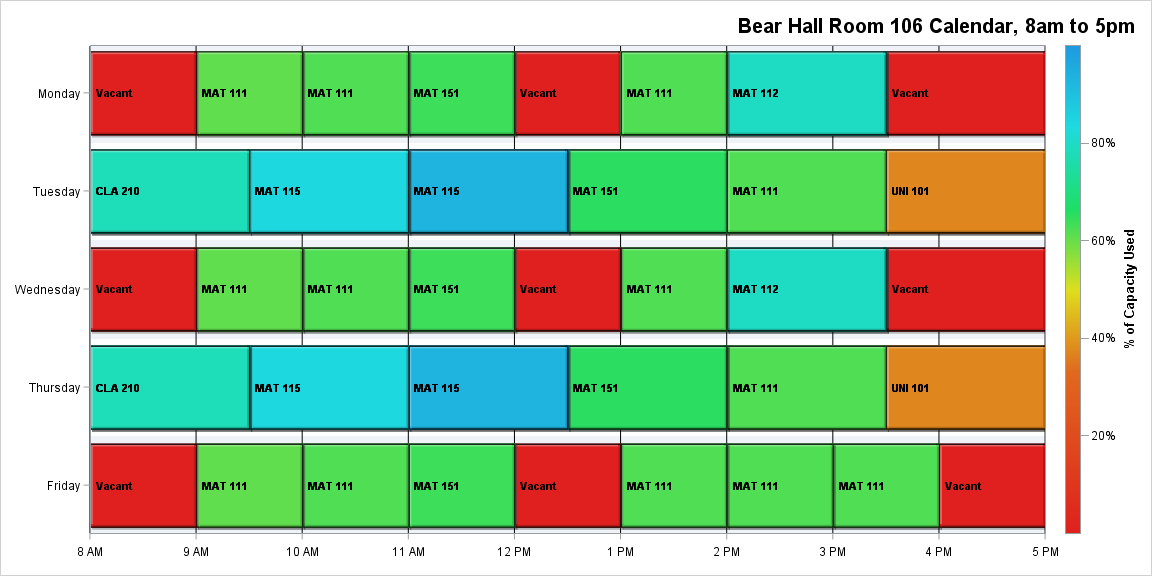 Bear Hall Room 106 Calendar, 8am to 5pm
Monday
Vacant
MAT 111
MAT 111
MAT 151
Vacant
MAT 111
MAT 112
Vacant
Tuesday
CLA 210
MAT 115
MAT 115
MAT 151
MAT 111
UNI 101
Wednesday
Vacant
MAT 111
MAT 111
MAT 151
Vacant
MAT 111
MAT 112
Vacant
Thursday
CLA 210
MAT 115
MAT 115
MAT 151
MAT 111
UNI 101
Friday
Vacant
MAT 111
MAT 111
MAT 151
Vacant
MAT 111
MAT 111
MAT 111
Vacant
8 AM
9 AM
10 AM
11 AM
12 PM
1 PM
2 PM
3 PM
4 PM
5 PM
80%
60%
40%
20%
% of Capacity Used